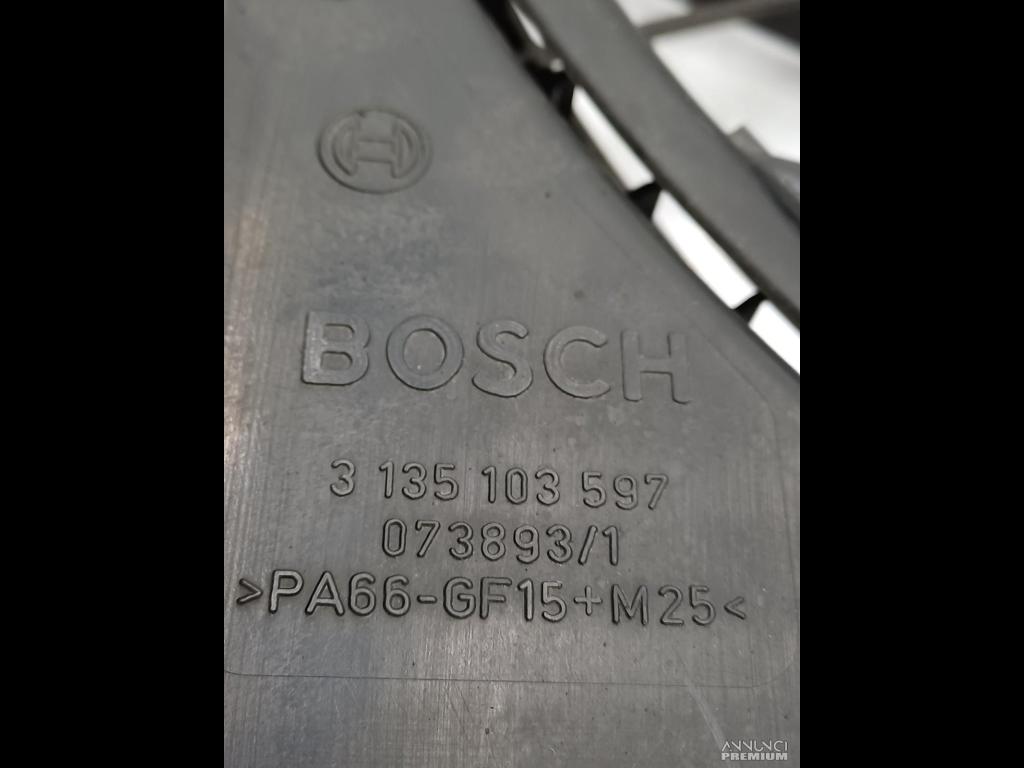 BOSCH
3 135 103 597
073893/1
>PA66-GF15+M25<
ANNUNCI
PREMIUM